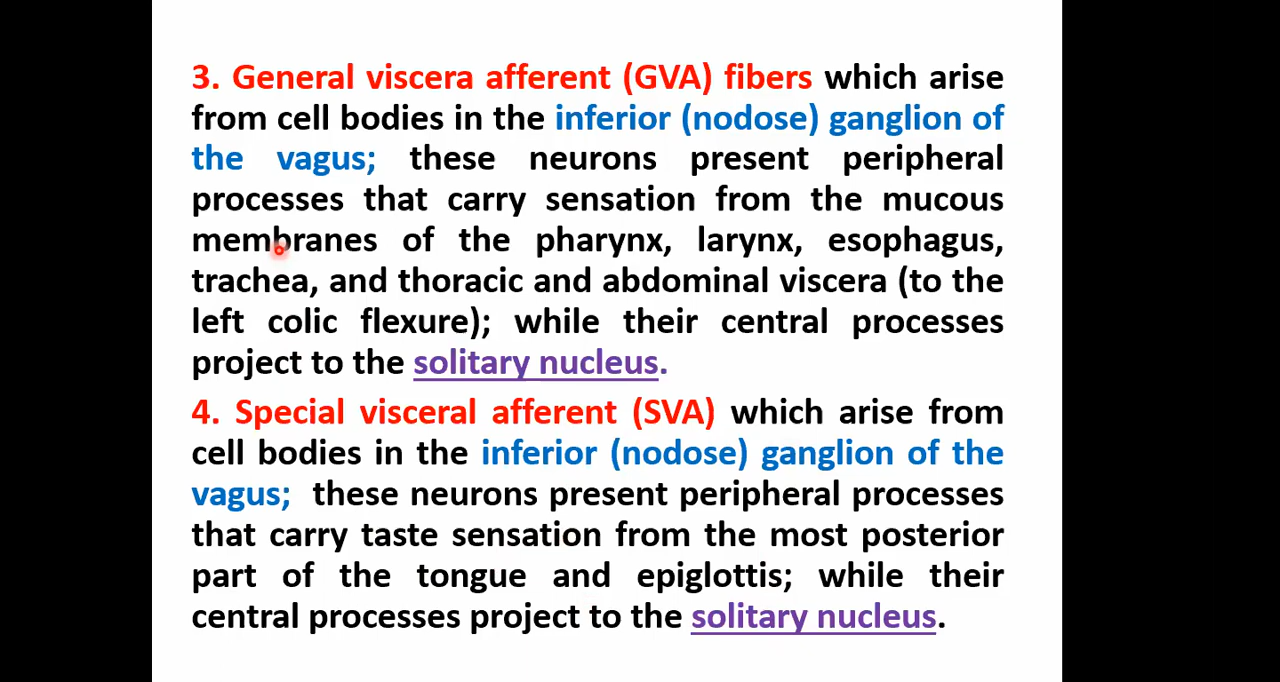 3. General viscera afferent (GVA) fibers which arise
from cell bodies in the inferior (nodose) ganglion of
the vagus; these neurons present peripheral
processes that carry sensation from the mucous
membranes of the pharynx, larynx, esophagus,
trachea, and thoracic and abdominal viscera (to the
left colic flexure); while their central processes
project to the solitary nucleus.
4. Special visceral afferent (SVA) which arise from
cell bodies in the inferior (nodose) ganglion of the
vagus; these neurons present peripheral processes
that carry taste sensation from the most posterior
part of the tongue and epiglottis; while their
central processes project to the solitary nucleus.